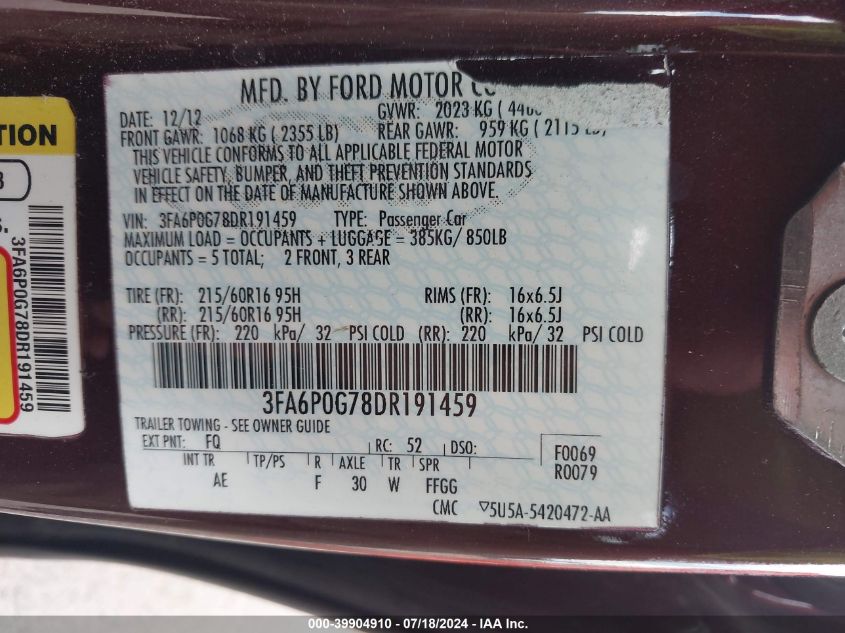 MFD. BY FORD MOTOR
DATE: 12/12
GVWR: 2023 KG (
FRONT GAWR: 1068 KG ( 2355 LB)
REAR GAWR: 959 KG ( 2115
THIS VEHICLE CONFORMS TO ALL APPLICABLE FEDERAL MOTOR
VEHICLE SAFETY, BUMPER, AND THEFT PREVENTION STANDARDS
IN EFFECT ON THE DATE OF MANUFACTURE SHOWN ABOVE.
VIN: 3FA6P0G78DR191459 TYPE: Passenger Car
MAXIMUM LOAD = OCCUPANTS + LUGGAGE = 385KG/ 850LB
OCCUPANTS = 5 TOTAL; 2 FRONT, 3 REAR
TIRE (FR): 215/60R16 95H RIMS (FR): 16x6.5J
(RR): 215/60R16 95H (RR): 16x6.5J
PRESSURE (FR): 220 kPa/ 32 PSI COLD (RR): 220 kPa/ 32 PSI COLD
3FA6P0G78DR191459
TRAILER TOWING - SEE OWNER GUIDE
EXT PNT: FQ RC: 52 DSO:
F0069
R0079
INT TR TP/PS R AXLE TR SPR
AE F 30 W FFGG
CMC ▽5U5A-5420472-AA
TION
3
S.
3FA6P0G78DR191459
000-39904910 - 07/18/2024 - IAAI Inc.